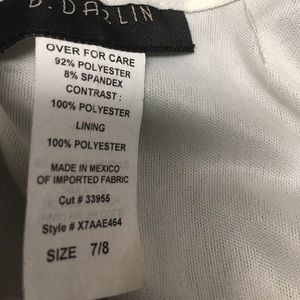 B. DARLIN
OVER FOR CARE
92% POLYESTER
8% SPANDEX
CONTRAST :
100% POLYESTER
LINING
100% POLYESTER
MADE IN MEXICO
OF IMPORTED FABRIC
Cut # 33955
Style # X7AAE464
SIZE 7/8